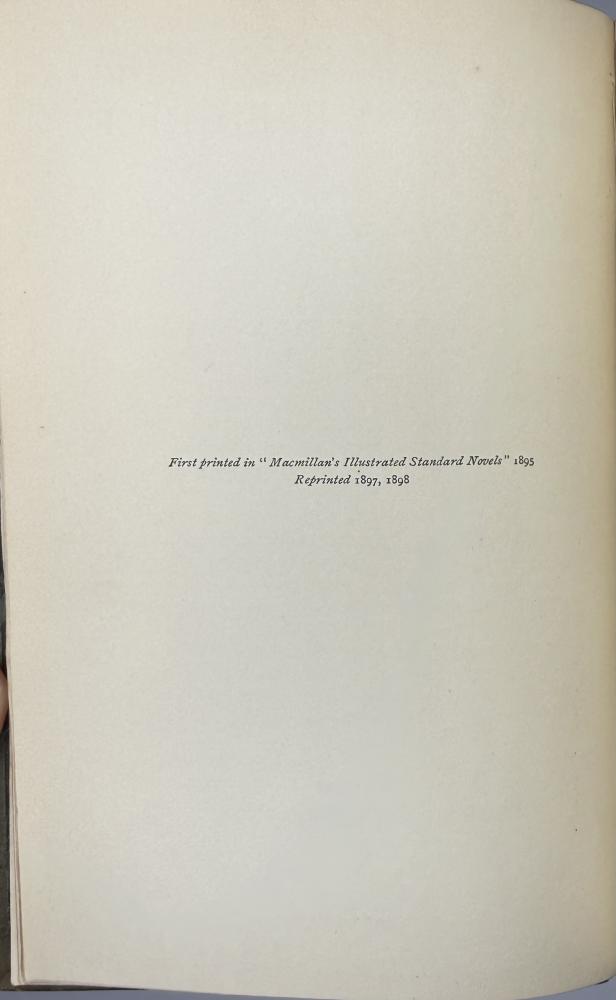 First printed in “Macmillan's Illustrated Standard Novels” 1895
Reprinted 1897, 1898